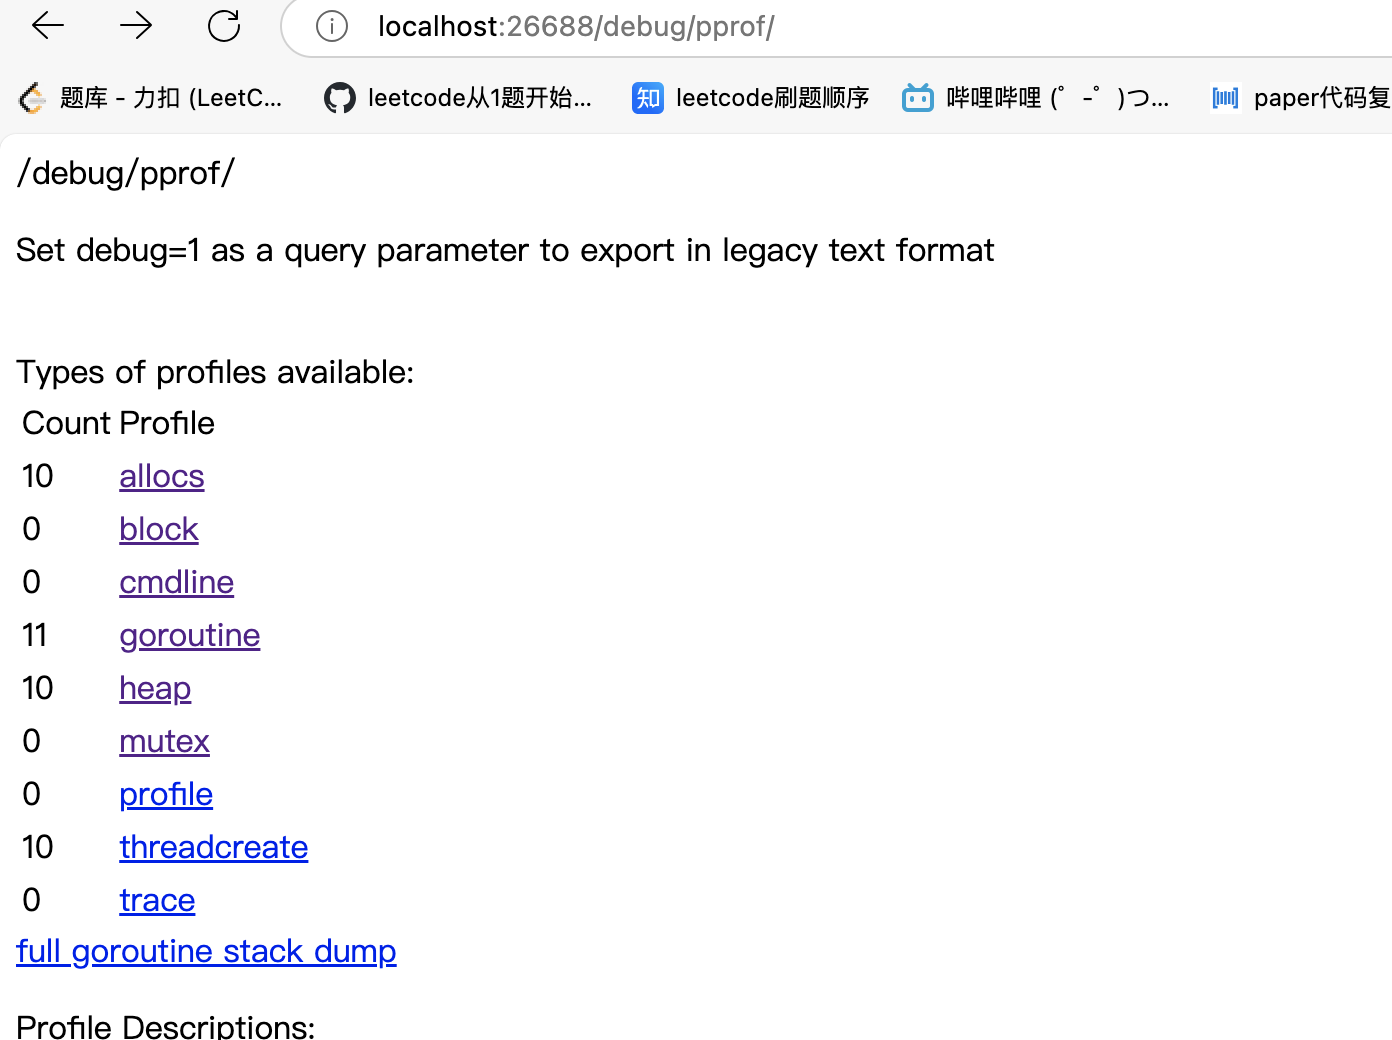 localhost:26688/debug/pprof/
题库 - 力扣 (LeetC... leetcode从1题开始... 知 leetcode刷题顺序 哔哩哔哩 (゜-゜)つ... paper代码复
/debug/pprof/
Set debug=1 as a query parameter to export in legacy text format
Types of profiles available:
Count Profile
10 allocs
0 block
0 cmdline
11 goroutine
10 heap
0 mutex
0 profile
10 threadcreate
0 trace
full goroutine stack dump
Profile Descriptions: